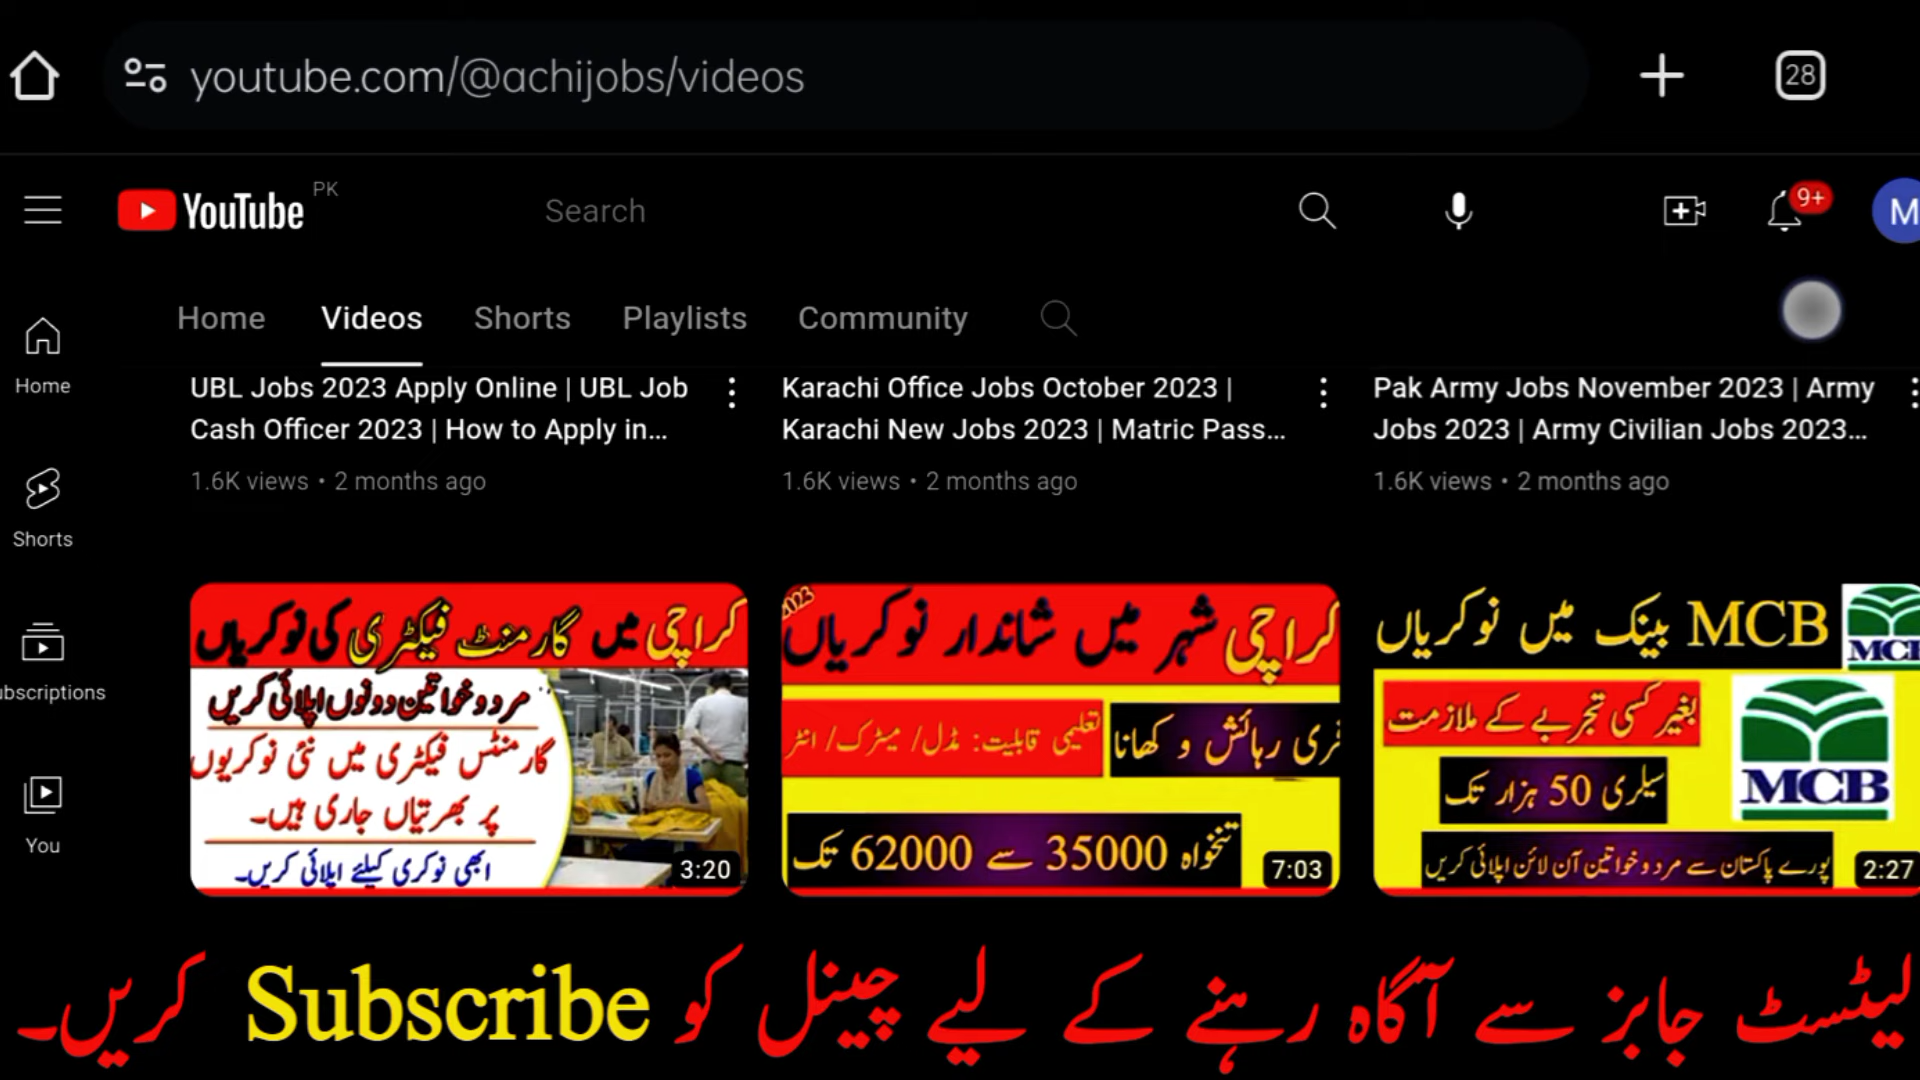 youtube.com/@achijobs/videos
28
YouTube PK
Search
9+
M
Home
Videos
Shorts
Playlists
Community
Home
Shorts
ubscriptions
You
UBL Jobs 2023 Apply Online | UBL Job
Cash Officer 2023 | How to Apply in...
1.6K views • 2 months ago
Karachi Office Jobs October 2023 |
Karachi New Jobs 2023 | Matric Pass...
1.6K views • 2 months ago
Pak Army Jobs November 2023 | Army
Jobs 2023 | Army Civilian Jobs 2023...
1.6K views • 2 months ago
کراچی میں گارمنٹ فیکٹری کی نوکریاں
مرد و خواتین دونوں اپلائی کریں
گارمنٹس فیکٹری میں نئی نوکریوں
پر بھرتیاں جاری ہیں۔
ابھی نوکری کیلئے اپلائی کریں۔
3:20
2023
کراچی شہر میں شاندار نوکریاں
فری رہائش و کھانا
تعلیمی قابلیت: مڈل/ میٹرک/ انٹر
تنخواہ 35000 سے 62000 تک
7:03
MCB بینک میں نوکریاں
MCB
بغیر کسی تجربے کے ملازمت
سیلری 50 ہزار تک
MCB
پورے پاکستان سے مرد و خواتین آن لائن اپلائی کریں
2:27
لیٹسٹ جابز سے آگاہ رہنے کے لیے چینل کو Subscribe کریں۔